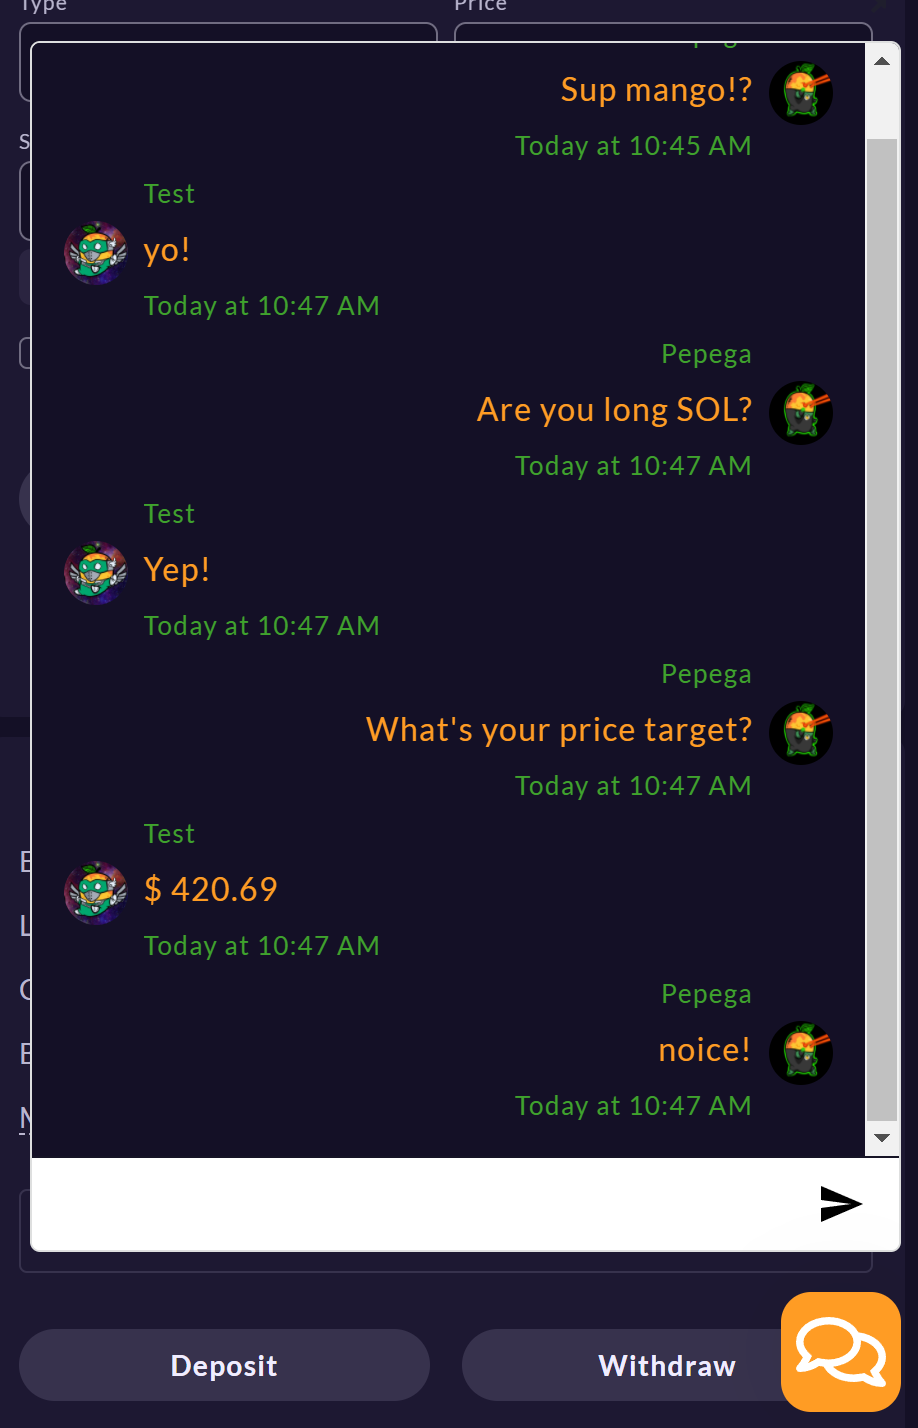 Type
Price
Sup mango!?
Today at 10:45 AM
Test
yo!
Today at 10:47 AM
Pepega
Are you long SOL?
Today at 10:47 AM
Test
Yep!
Today at 10:47 AM
Pepega
What's your price target?
Today at 10:47 AM
Test
$ 420.69
Today at 10:47 AM
Pepega
noice!
Today at 10:47 AM
Deposit
Withdraw